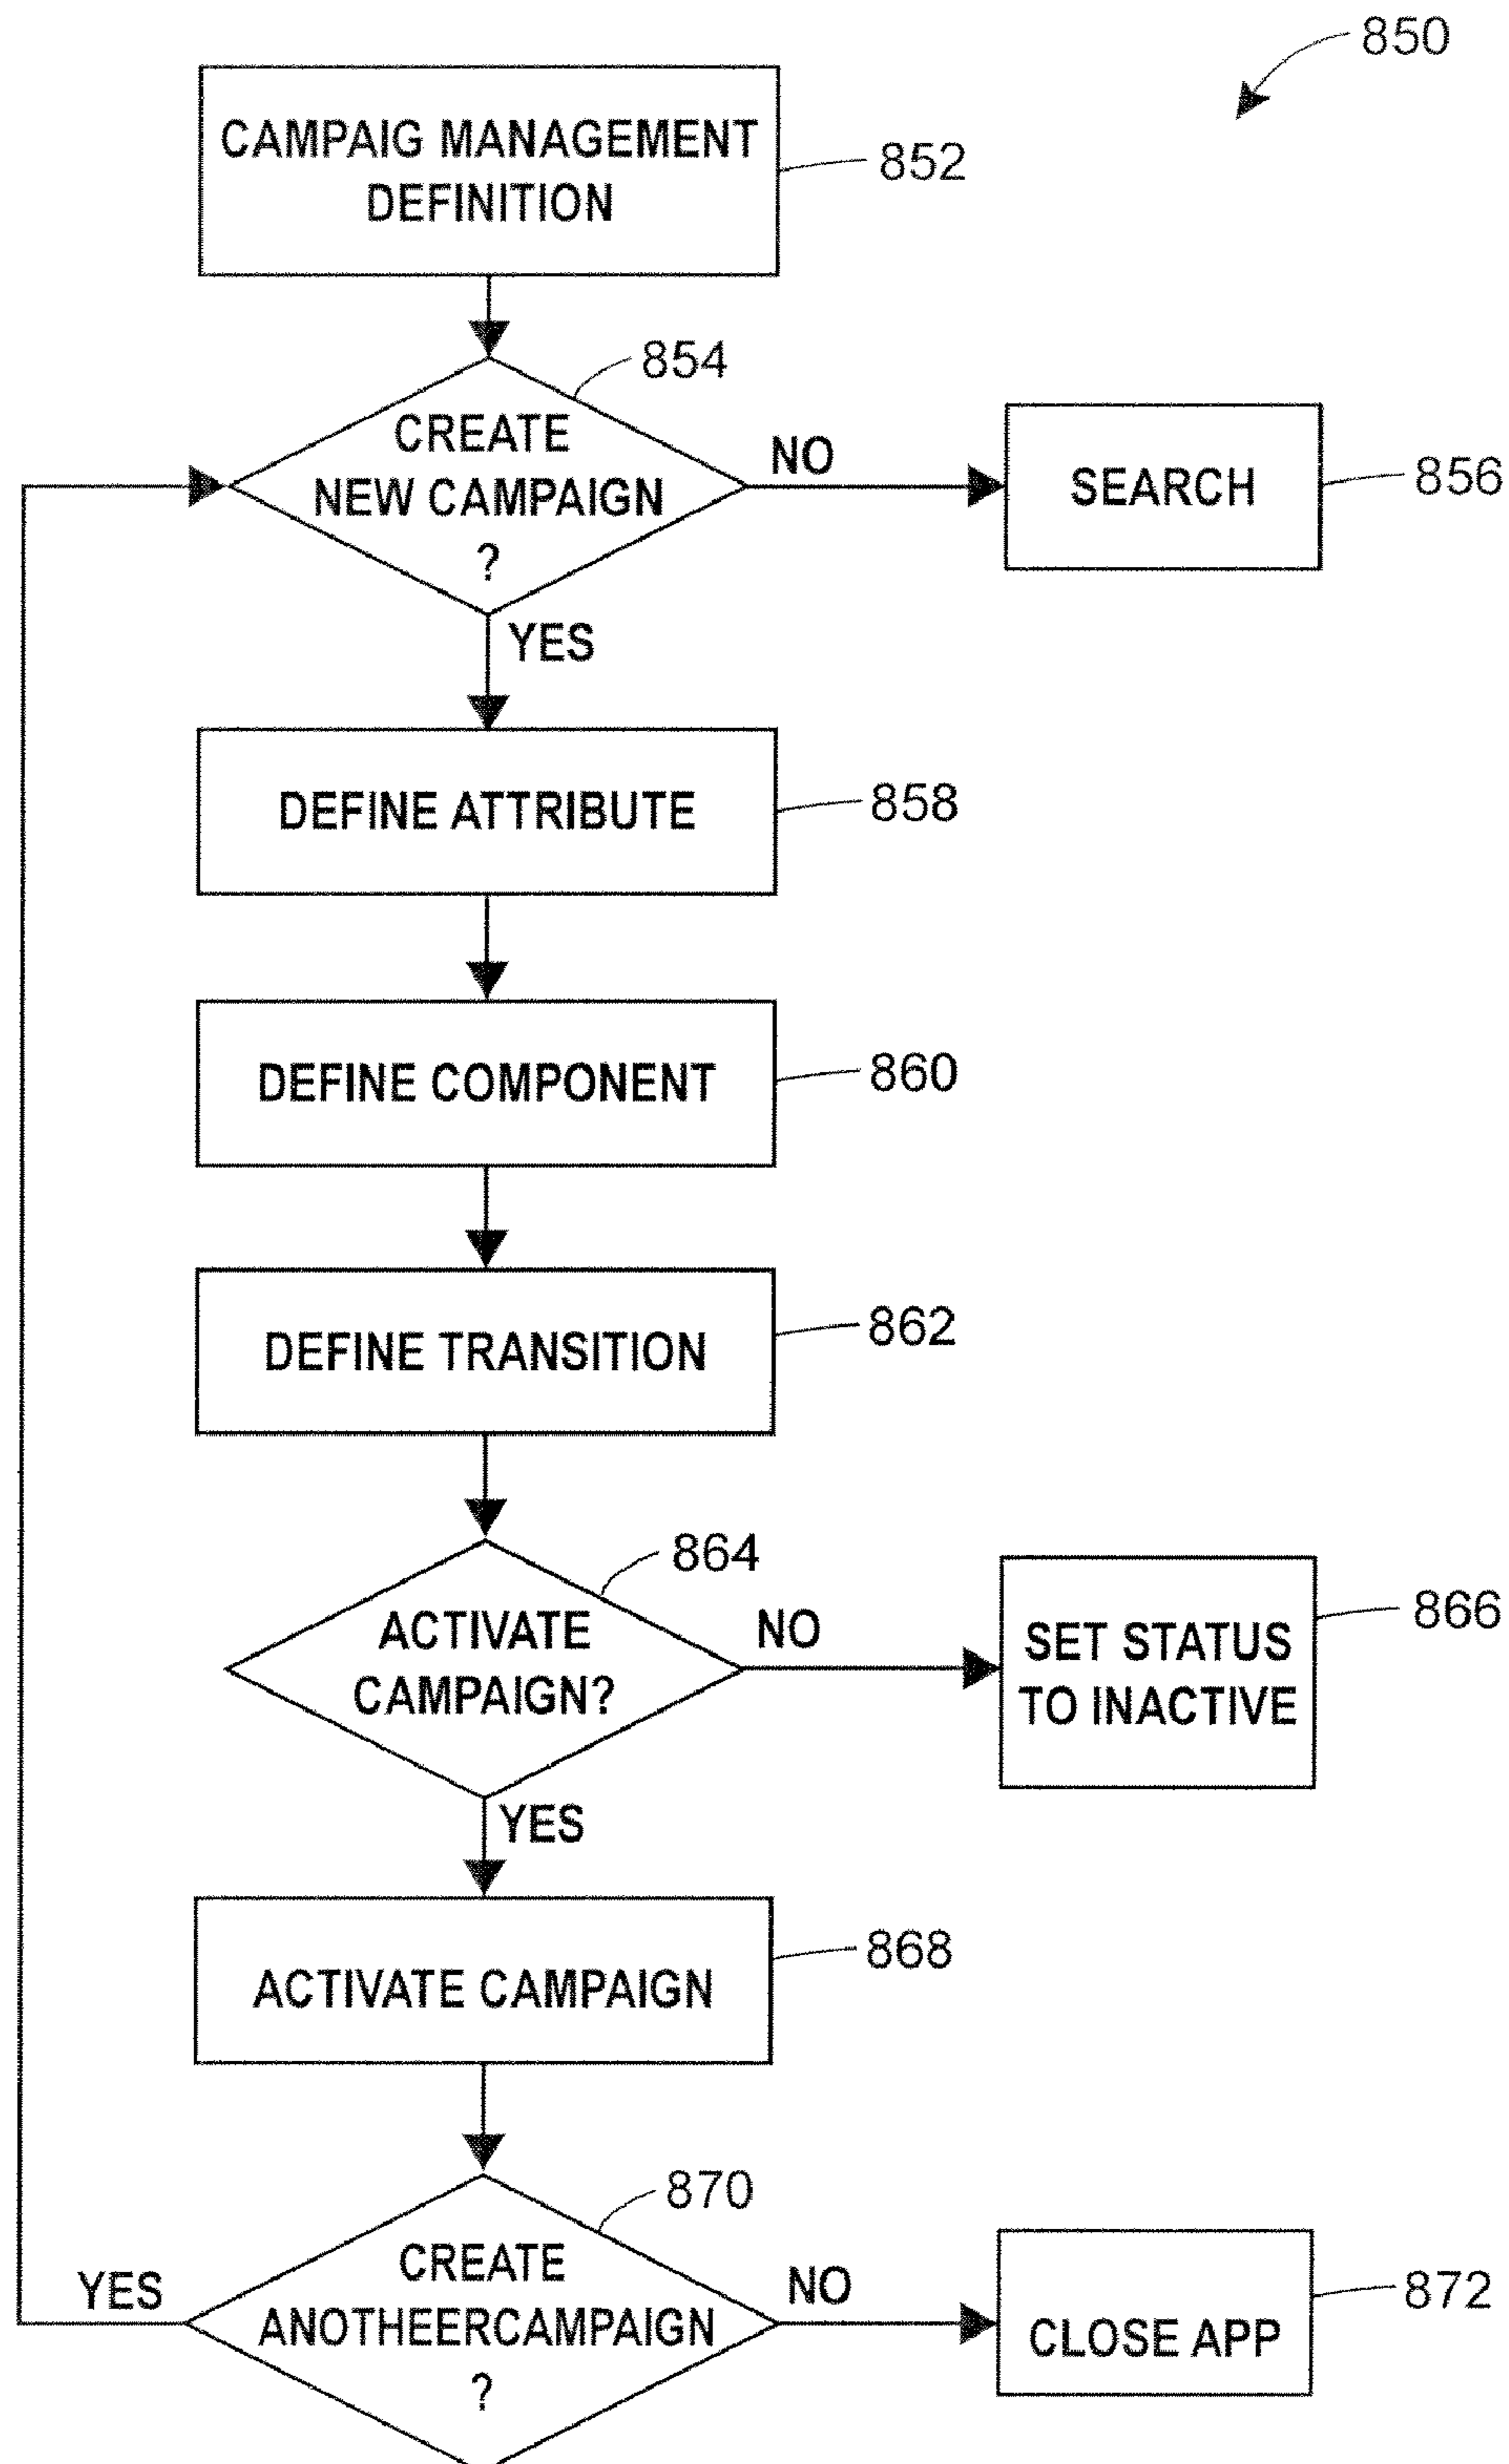 850
CAMPAIG MANAGEMENT
DEFINITION
852
854
CREATE
NEW CAMPAIGN
?
NO
SEARCH
856
YES
DEFINE ATTRIBUTE
858
DEFINE COMPONENT
860
DEFINE TRANSITION
862
864
ACTIVATE
CAMPAIGN?
NO
SET STATUS
TO INACTIVE
866
YES
ACTIVATE CAMPAIGN
868
870
CREATE
ANOTHEERCAMPAIGN
?
YES
NO
CLOSE APP
872